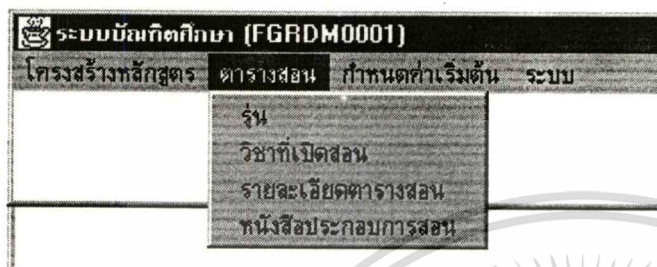 ระบบบัณฑิตศึกษา (FGRDM0001)
โครงสร้างหลักสูตร ตารางสอน กำหนดค่าเริ่มต้น ระบบ
รุ่น
วิชาที่เปิดสอน
รายละเอียดตารางสอน
หนังสือประกอบการสอน